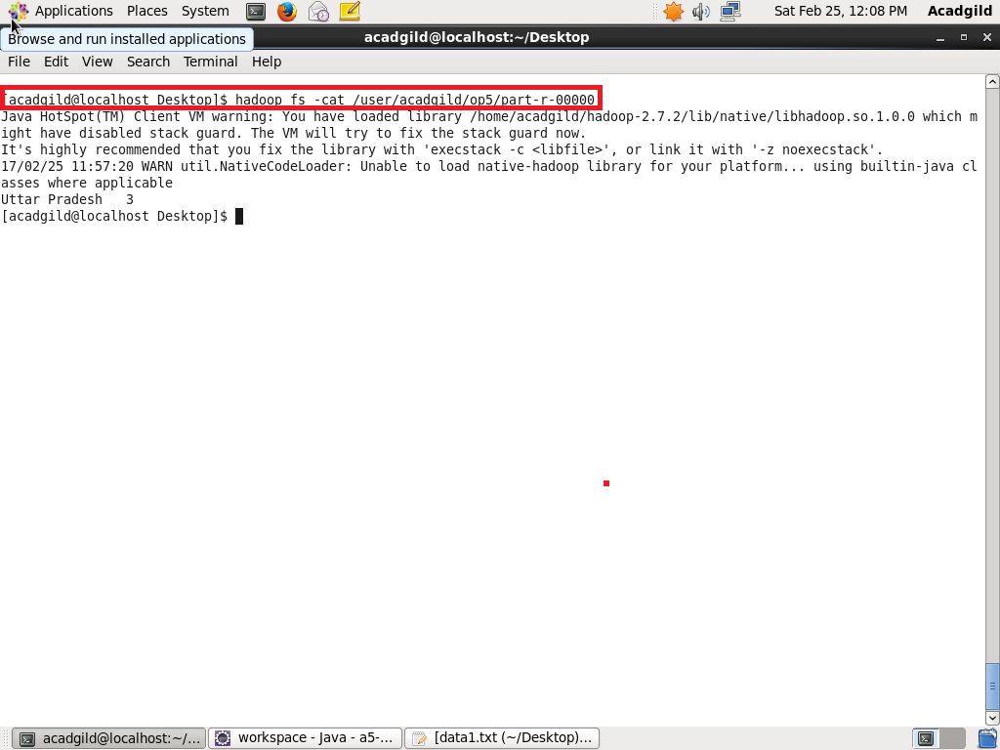 Applications Places System Sat Feb 25, 12:08 PM Acadgild
Browse and run installed applications
acadgild@localhost:~/Desktop
File Edit View Search Terminal Help
[acadgild@localhost Desktop]$ hadoop fs -cat /user/acadgild/op5/part-r-00000
Java HotSpot(TM) Client VM warning: You have loaded library /home/acadgild/hadoop-2.7.2/lib/native/libhadoop.so.1.0.0 which m
ight have disabled stack guard. The VM will try to fix the stack guard now.
It's highly recommended that you fix the library with 'execstack -c <libfile>', or link it with '-z noexecstack'.
17/02/25 11:57:20 WARN util.NativeCodeLoader: Unable to load native-hadoop library for your platform... using builtin-java cl
asses where applicable
Uttar Pradesh 3
[acadgild@localhost Desktop]$
acadgild@localhost:~/... workspace - Java - a5-... [data1.txt (~/Desktop)...